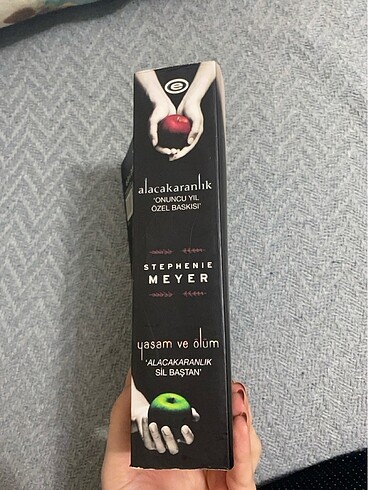 e
alacakaranlık
'ONUNCU YIL
ÖZEL BASKISI'
STEPHENIE
MEYER
yaşam ve ölüm
'ALACAKARANLIK
SİL BAŞTAN'